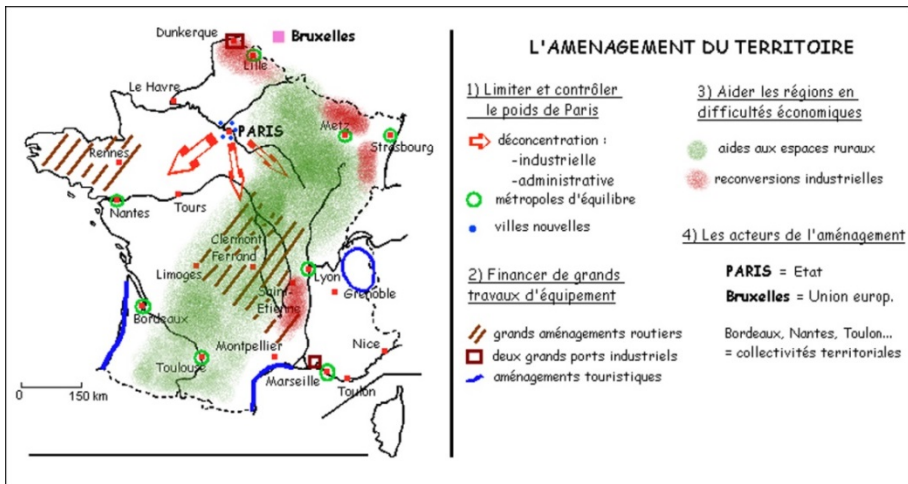 Dunkerque
Bruxelles
Lille
Le Havre
PARIS
Metz
Strasbourg
Rennes
Nantes
Tours
Clermont
Ferrand
Limoges
Lyon
Saint-
Etienne
Grenoble
Bordeaux
Montpellier
Nice
Toulouse
Marseille
Toulon
0 150 km
L'AMENAGEMENT DU TERRITOIRE
1) Limiter et contrôler
le poids de Paris
déconcentration :
-industrielle
-administrative
métropoles d'équilibre
villes nouvelles
2) Financer de grands
travaux d'équipement
grands aménagements routiers
deux grands ports industriels
aménagements touristiques
3) Aider les régions en
difficultés économiques
aides aux espaces ruraux
reconversions industrielles
4) Les acteurs de l'aménagement
PARIS = Etat
Bruxelles = Union europ.
Bordeaux, Nantes, Toulon...
= collectivités territoriales